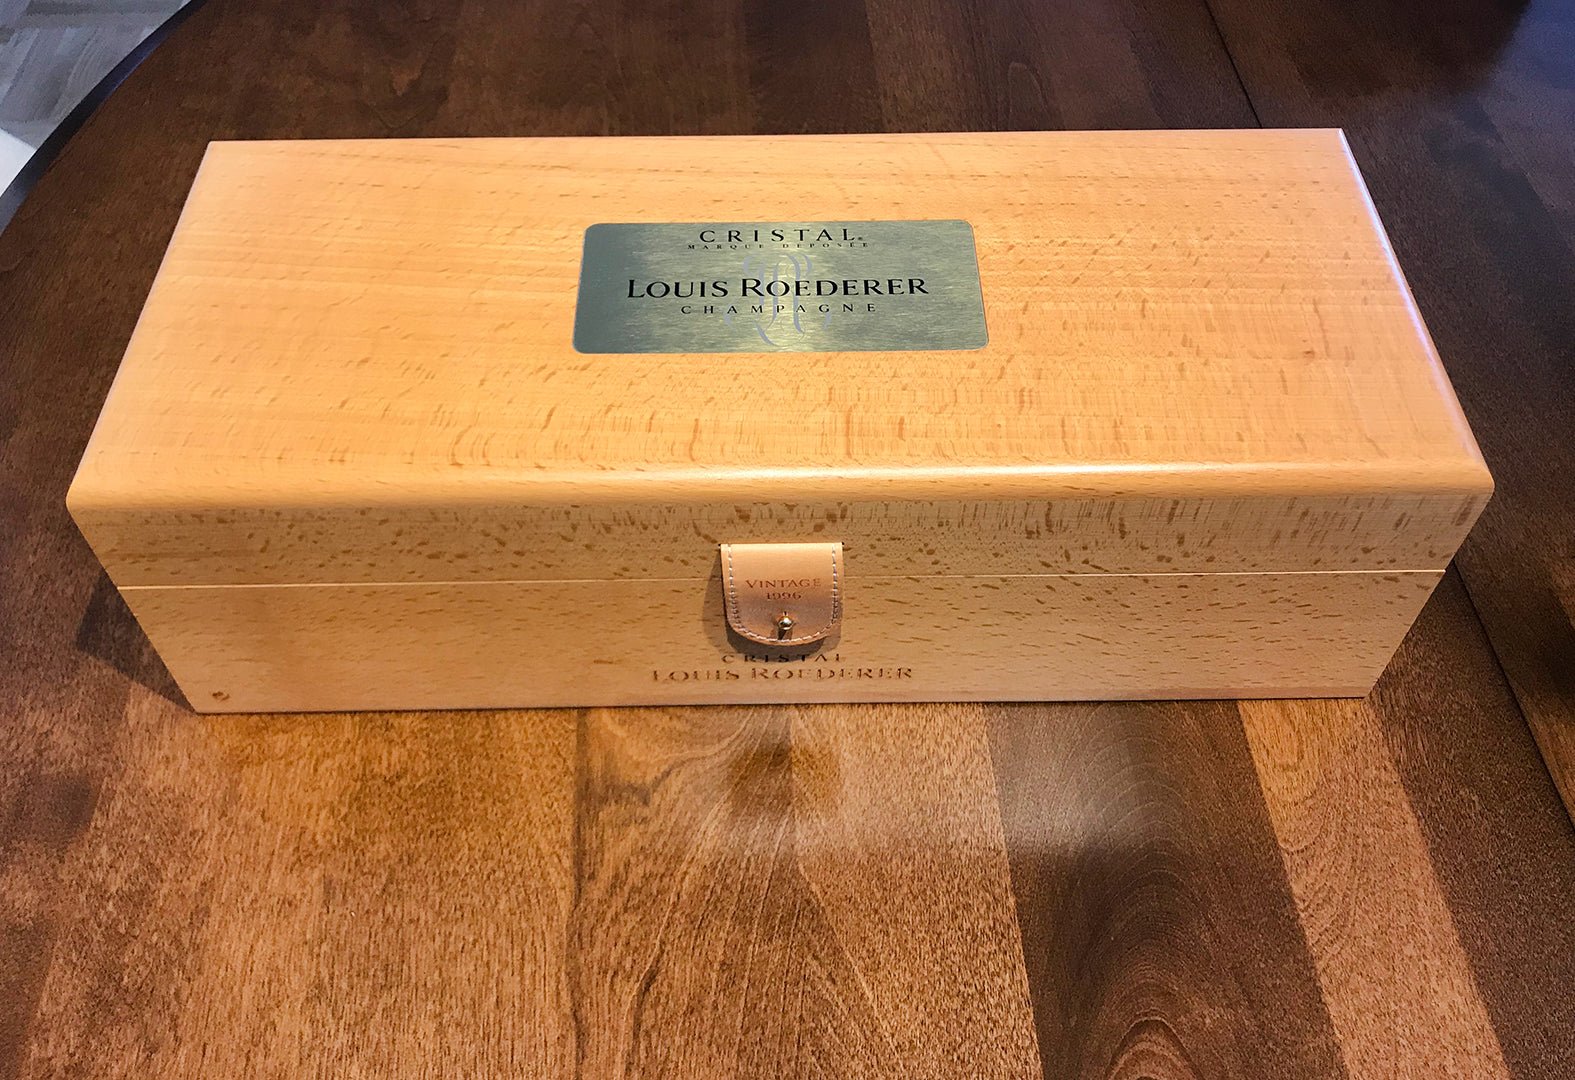 CRISTAL®
MARQUE DÉPOSÉE
LOUIS ROEDERER
CHAMPAGNE
VINTAGE
1996
CRISTAL
LOUIS ROEDERER